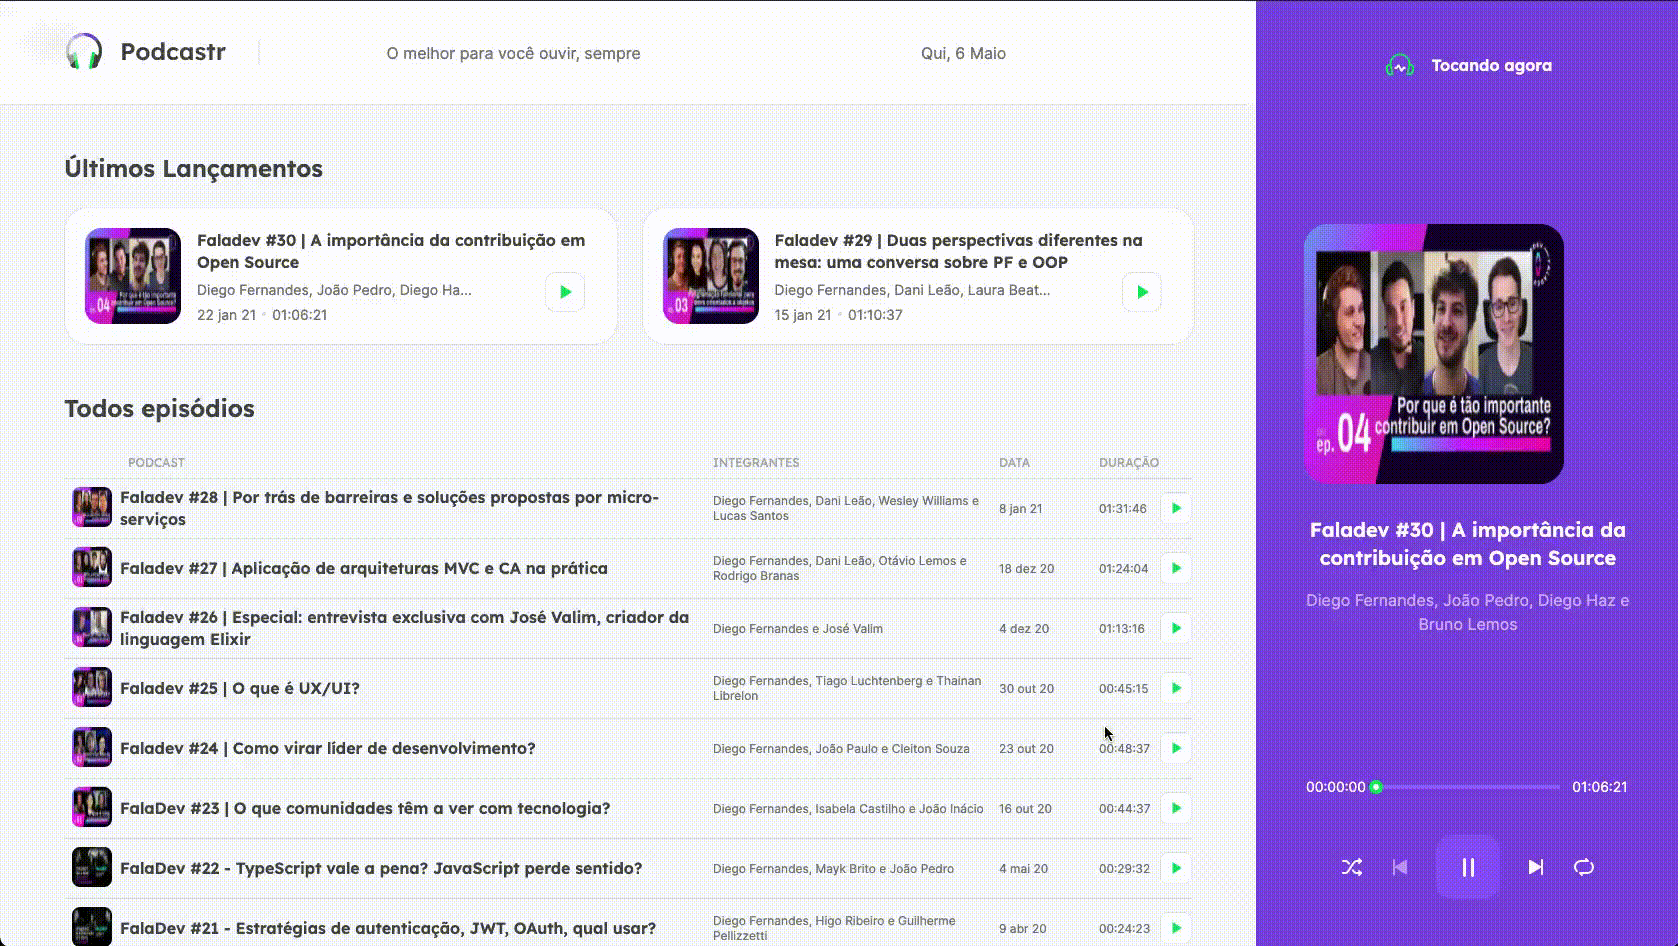 Podcastr
O melhor para você ouvir, sempre
Qui, 6 Maio
Tocando agora
Últimos Lançamentos
Faladev #30 | A importância da contribuição em
Open Source
Diego Fernandes, João Pedro, Diego Ha...
22 jan 21 • 01:06:21
04
Por que é tão importante
contribuir em Open Source?
Faladev #29 | Duas perspectivas diferentes na
mesa: uma conversa sobre PF e OOP
Diego Fernandes, Dani Leão, Laura Beat...
15 jan 21 • 01:10:37
03
Todos episódios
PODCAST INTEGRANTES DATA DURAÇÃO
Faladev #28 | Por trás de barreiras e soluções propostas por micro-
serviços
Diego Fernandes, Dani Leão, Wesley Williams e
Lucas Santos
8 jan 21
01:31:46
Faladev #27 | Aplicação de arquiteturas MVC e CA na prática
Diego Fernandes, Dani Leão, Otávio Lemos e
Rodrigo Branas
18 dez 20
01:24:04
Faladev #26 | Especial: entrevista exclusiva com José Valim, criador da
linguagem Elixir
Diego Fernandes e José Valim
4 dez 20
01:13:16
Faladev #25 | O que é UX/UI?
Diego Fernandes, Tiago Luchtenberg e Thainan
Librelon
30 out 20
00:45:15
Faladev #24 | Como virar líder de desenvolvimento?
Diego Fernandes, João Paulo e Cleiton Souza
23 out 20
00:48:37
FalaDev #23 | O que comunidades têm a ver com tecnologia?
Diego Fernandes, Isabela Castilho e João Inácio
16 out 20
00:44:37
FalaDev #22 - TypeScript vale a pena? JavaScript perde sentido?
Diego Fernandes, Mayk Brito e João Pedro
4 mai 20
00:29:32
FalaDev #21 - Estratégias de autenticação, JWT, OAuth, qual usar?
Diego Fernandes, Higo Ribeiro e Guilherme
Pellizzetti
9 abr 20
00:24:23
ep. 04
Por que é tão importante
contribuir em Open Source?
Faladev #30 | A importância da
contribuição em Open Source
Diego Fernandes, João Pedro, Diego Haz e
Bruno Lemos
00:00:00
01:06:21